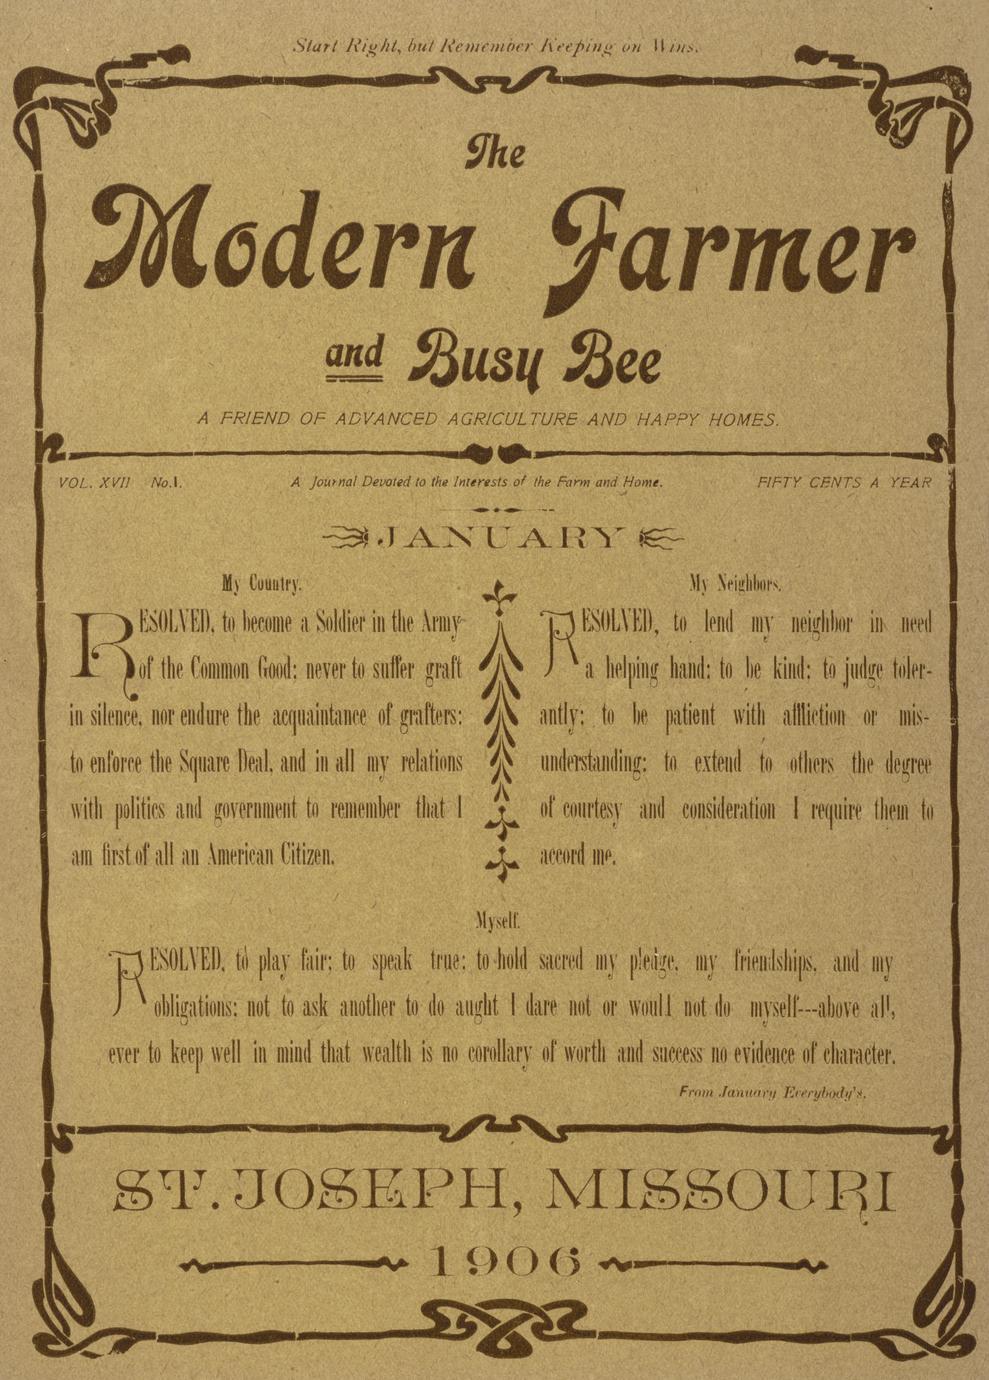 Start Right, but Remember Keeping on Wins.
The
Modern Farmer
and Busy Bee
A FRIEND OF ADVANCED AGRICULTURE AND HAPPY HOMES.
VOL. XVII No.1. A Journal Devoted to the Interests of the Farm and Home. FIFTY CENTS A YEAR
JANUARY
My Country.
RESOLVED, to become a Soldier in the Army
of the Common Good; never to suffer graft
in silence, nor endure the acquaintance of grafters;
to enforce the Square Deal, and in all my relations
with politics and government to remember that I
am first of all an American Citizen.
My Neighbors.
RESOLVED, to lend my neighbor in need
a helping hand; to be kind; to judge toler-
antly; to be patient with affliction or mis-
understanding; to extend to others the degree
of courtesy and consideration I require them to
accord me.
Myself.
RESOLVED, to play fair; to speak true; to hold sacred my pledge, my friendships, and my
obligations; not to ask another to do aught I dare not or would not do myself---above all,
ever to keep well in mind that wealth is no corollary of worth and success no evidence of character.
From January Everybody's.
ST. JOSEPH, MISSOURI
1906